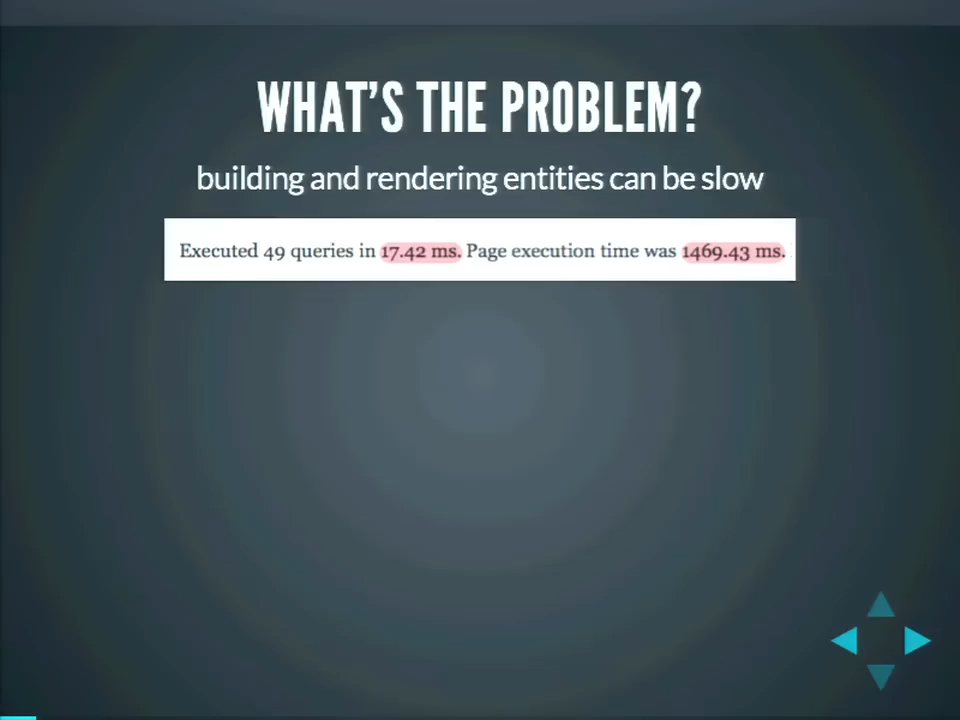 WHAT'S THE PROBLEM?
building and rendering entities can be slow
Executed 49 queries in 17.42 ms. Page execution time was 1469.43 ms.